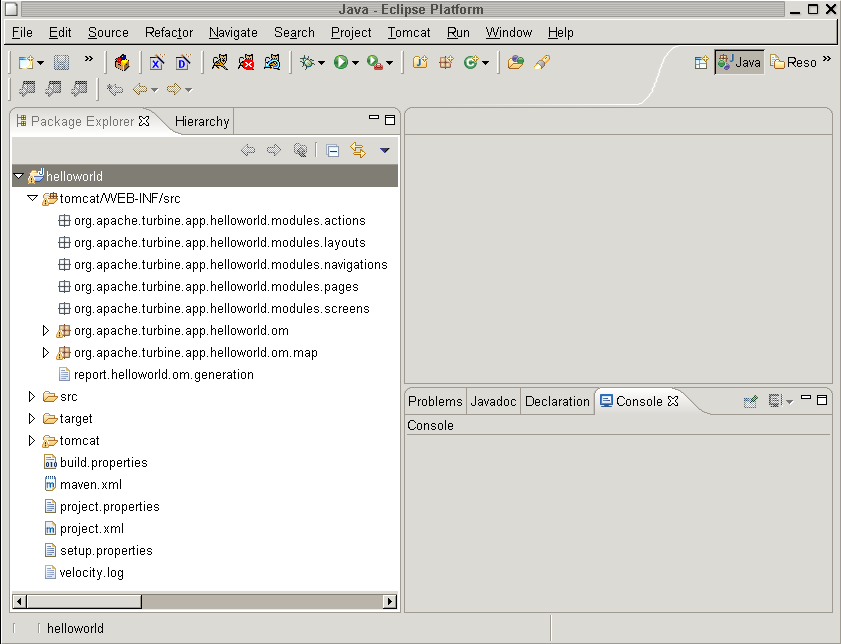 Java - Eclipse Platform
File Edit Source Refactor Navigate Search Project Tomcat Run Window Help
Java Reso
Package Explorer Hierarchy
helloworld
tomcat/WEB-INF/src
org.apache.turbine.app.helloworld.modules.actions
org.apache.turbine.app.helloworld.modules.layouts
org.apache.turbine.app.helloworld.modules.navigations
org.apache.turbine.app.helloworld.modules.pages
org.apache.turbine.app.helloworld.modules.screens
org.apache.turbine.app.helloworld.om
org.apache.turbine.app.helloworld.om.map
report.helloworld.om.generation
src
target
tomcat
build.properties
maven.xml
project.properties
project.xml
setup.properties
velocity.log
Problems Javadoc Declaration Console
Console
helloworld